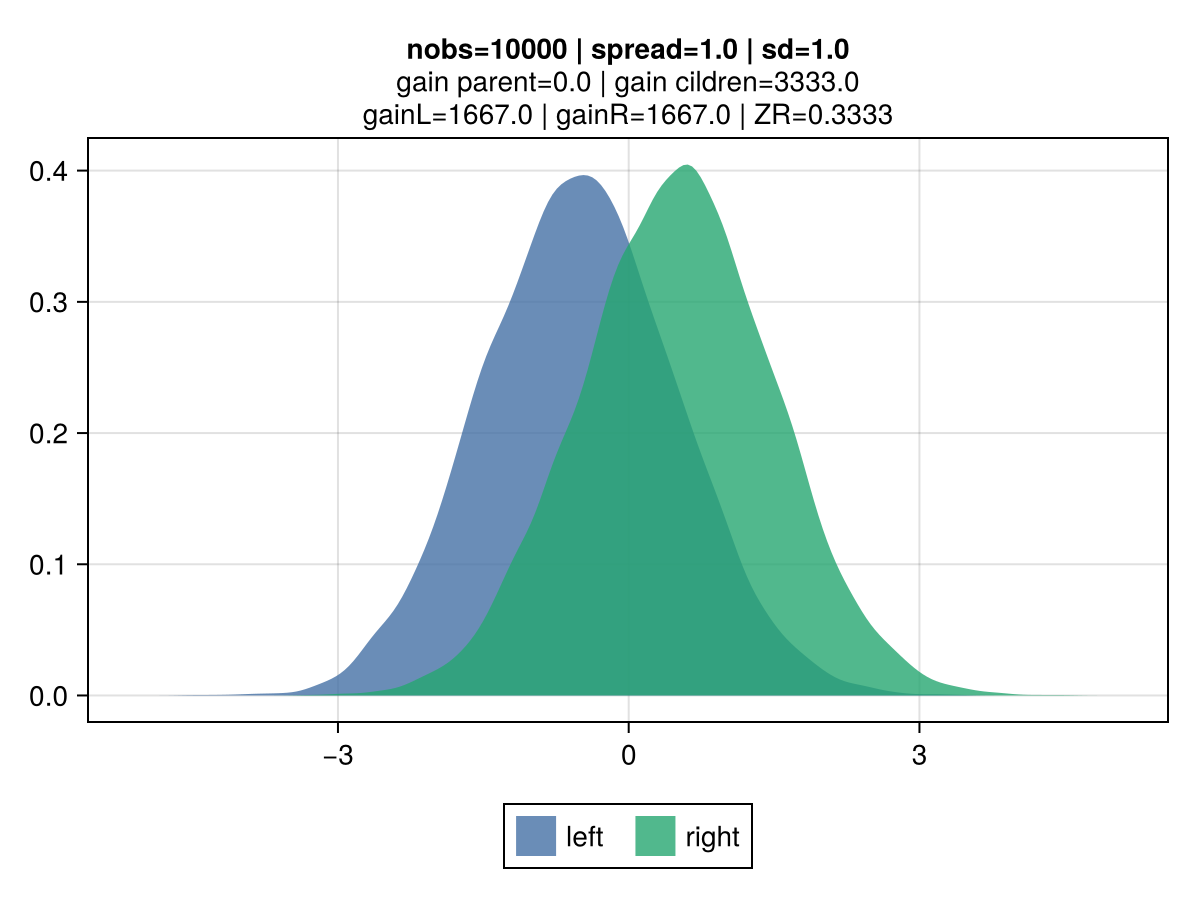 nobs=10000 | spread=1.0 | sd=1.0
gain parent=0.0 | gain cildren=3333.0
gainL=1667.0 | gainR=1667.0 | ZR=0.3333
0.4
0.3
0.2
0.1
0.0
−3 0 3
left right